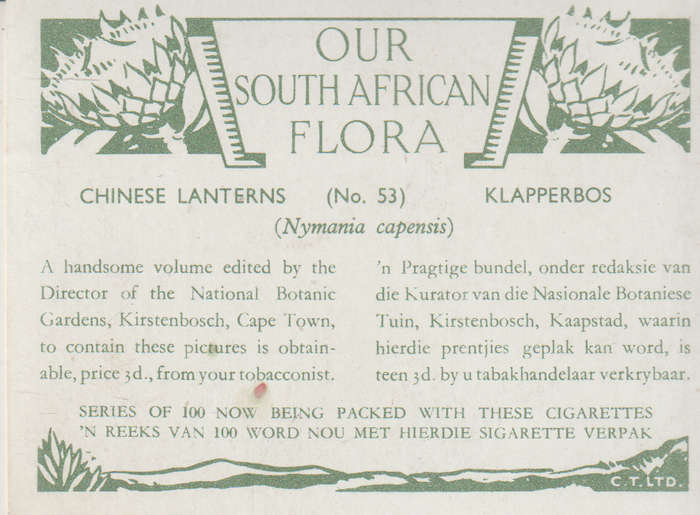 OUR
SOUTH AFRICAN
FLORA
CHINESE LANTERNS (No. 53) KLAPPERBOS
(Nymania capensis)
A handsome volume edited by the
Director of the National Botanic
Gardens, Kirstenbosch, Cape Town,
to contain these pictures is obtain-
able, price 3d., from your tobacconist.
'n Pragtige bundel, onder redaksie van
die Kurator van die Nasionale Botaniese
Tuin, Kirstenbosch, Kaapstad, waarin
hierdie prentjies geplak kan word, is
teen 3d. by u tabakhandelaar verkrybaar.
SERIES OF 100 NOW BEING PACKED WITH THESE CIGARETTES
'N REEKS VAN 100 WORD NOU MET HIERDIE SIGARETTE VERPAK
C.T. LTD.